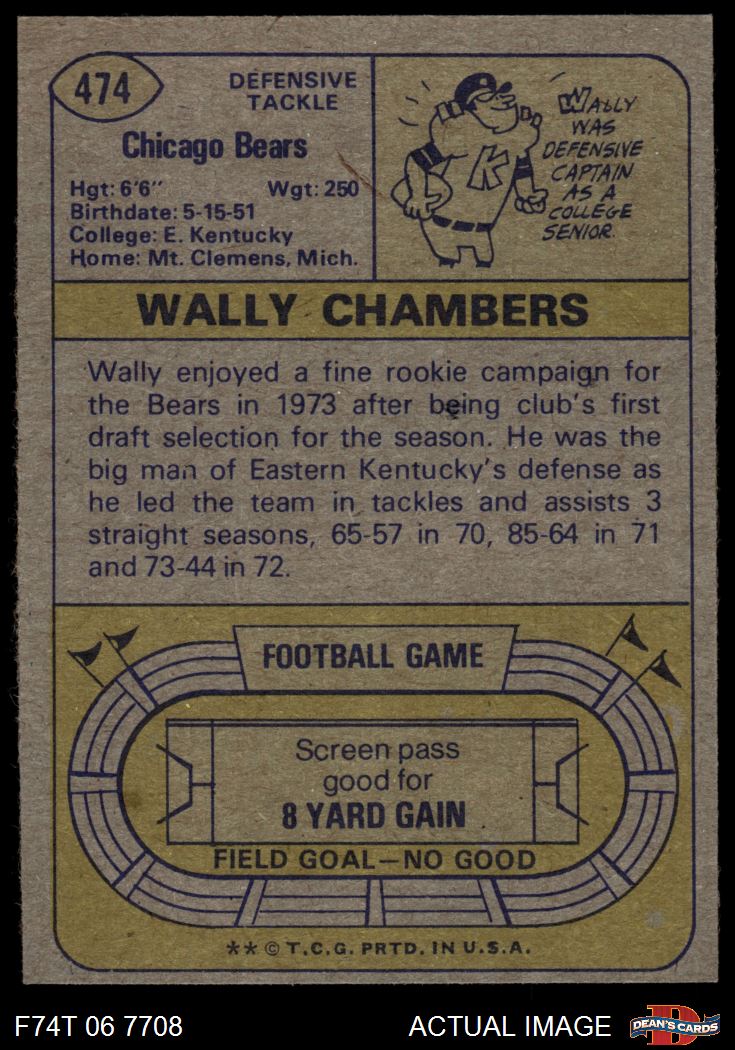 474
DEFENSIVE
TACKLE
Chicago Bears
Hgt: 6'6" Wgt: 250
Birthdate: 5-15-51
College: E. Kentucky
Home: Mt. Clemens, Mich.
K
WALLY
WAS
DEFENSIVE
CAPTAIN
AS A
COLLEGE
SENIOR.
WALLY CHAMBERS
Wally enjoyed a fine rookie campaign for
the Bears in 1973 after being club's first
draft selection for the season. He was the
big man of Eastern Kentucky's defense as
he led the team in tackles and assists 3
straight seasons, 65-57 in 70, 85-64 in 71
and 73-44 in 72.
FOOTBALL GAME
Screen pass
good for
8 YARD GAIN
FIELD GOAL—NO GOOD
** © T.C.G. PRTD. IN U.S.A.
F74T 06 7708 ACTUAL IMAGE
D
DEAN'S CARDS